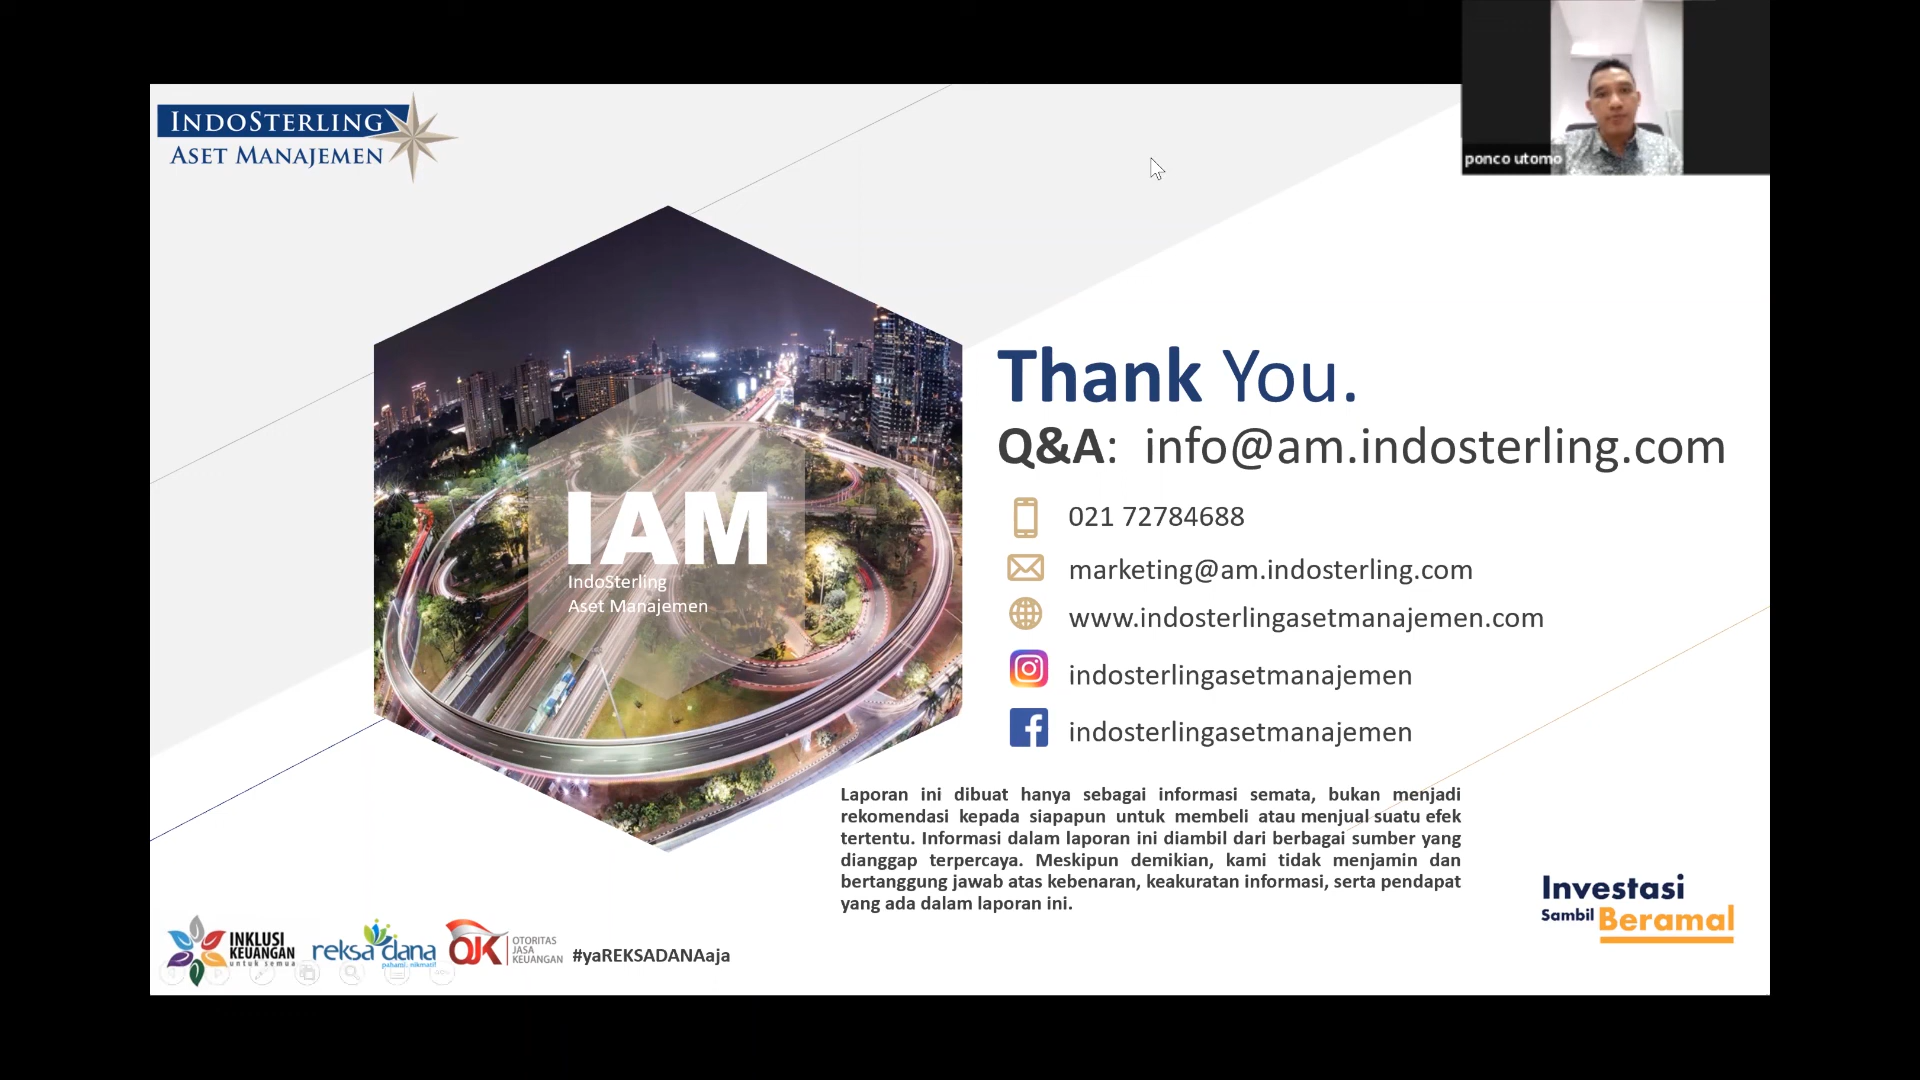 INDOSTERLING
ASET MANAJEMEN
ponco utomo
Thank You.
Q&A: info@am.indosterling.com
IAM
IndoSterling
Aset Manajemen
021 72784688
marketing@am.indosterling.com
www.indosterlingasetmanajemen.com
indosterlingasetmanajemen
indosterlingasetmanajemen
Laporan ini dibuat hanya sebagai informasi semata, bukan menjadi
rekomendasi kepada siapapun untuk membeli atau menjual suatu efek
tertentu. Informasi dalam laporan ini diambil dari berbagai sumber yang
dianggap terpercaya. Meskipun demikian, kami tidak menjamin dan
bertanggung jawab atas kebenaran, keakuratan informasi, serta pendapat
yang ada dalam laporan ini.
Investasi
Sambil Beramal
INKLUSI
KEUANGAN
untuk semua
reksa dana
pahami, nikmati
OJK
OTORITAS
JASA
KEUANGAN
#yaREKSADANAaja